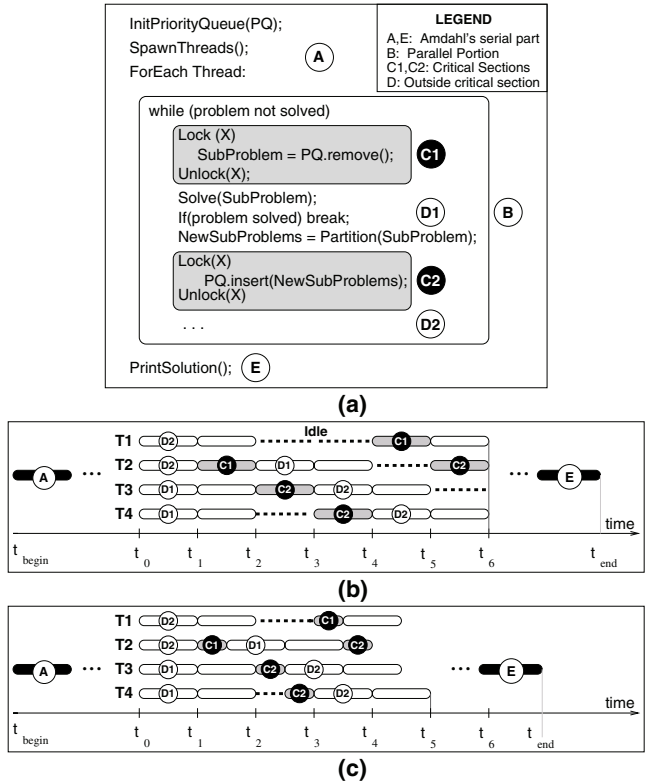 InitPriorityQueue(PQ);
SpawnThreads();
ForEach Thread:
A
LEGEND
A,E: Amdahl's serial part
B: Parallel Portion
C1,C2: Critical Sections
D: Outside critical section
while (problem not solved)
Lock (X)
SubProblem = PQ.remove();
Unlock(X);
C1
Solve(SubProblem);
If(problem solved) break;
NewSubProblems = Partition(SubProblem);
D1
B
Lock(X)
PQ.insert(NewSubProblems);
Unlock(X)
C2
. . .
D2
PrintSolution();
E
(a)
Idle
T1 D2 C1
T2 D2 C1 D1 C2
A ... ... E
T3 D1 C2 D2
T4 D1 C2 D2
time
t begin t 0 t 1 t 2 t 3 t 4 t 5 t 6 t end
(b)
T1 D2 C1
T2 D2 C1 D1 C2
A ... ... E
T3 D1 C2 D2
T4 D1 C2 D2
time
t begin t 0 t 1 t 2 t 3 t 4 t 5 t 6 t end
(c)